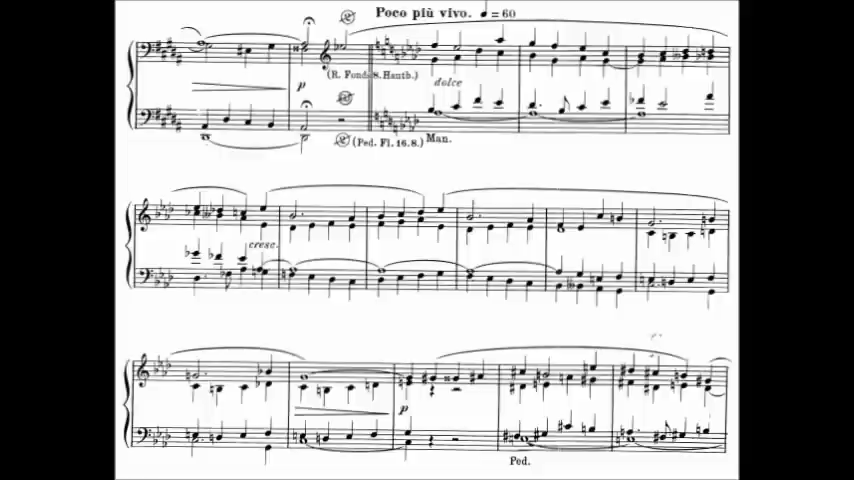 Poco più vivo. ♩ = 60
p
(R. Fonds 8. Hautb.)
dolce
(Ped. Fl. 16. 8.) Man.
cresc.
p
Ped.